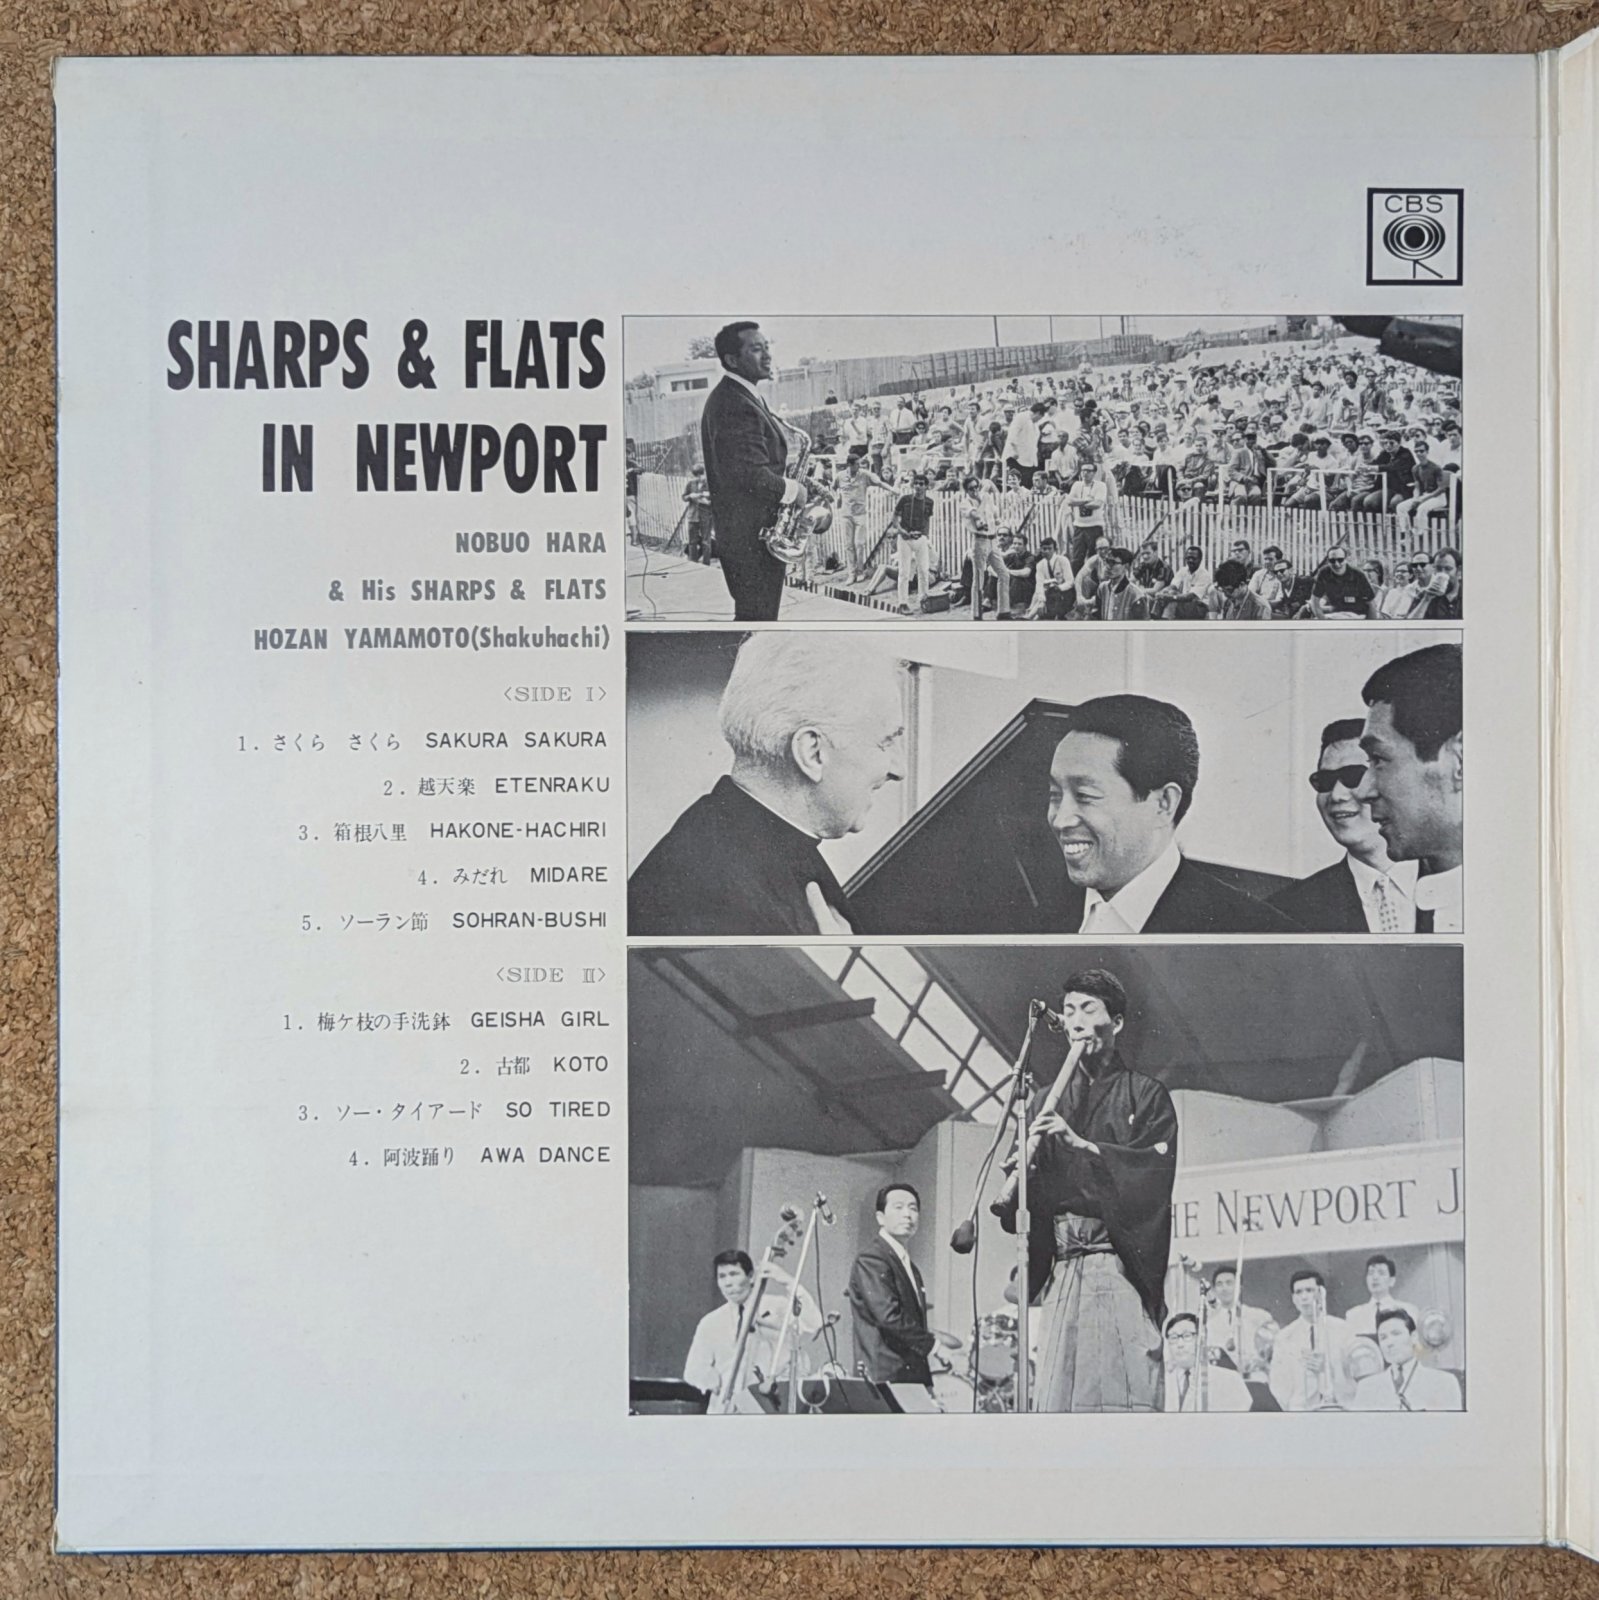 CBS
SHARPS & FLATS
IN NEWPORT
NOBUO HARA
& His SHARPS & FLATS
HOZAN YAMAMOTO(Shakuhachi)
〈SIDE I〉
1. さくら さくら SAKURA SAKURA
2. 越天楽 ETENRAKU
3. 箱根八里 HAKONE-HACHIRI
4. みだれ MIDARE
5. ソーラン節 SOHRAN-BUSHI
〈SIDE II〉
1. 梅ケ枝の手洗鉢 GEISHA GIRL
2. 古都 KOTO
3. ソー・タイアード SO TIRED
4. 阿波踊り AWA DANCE
HE NEWPORT J